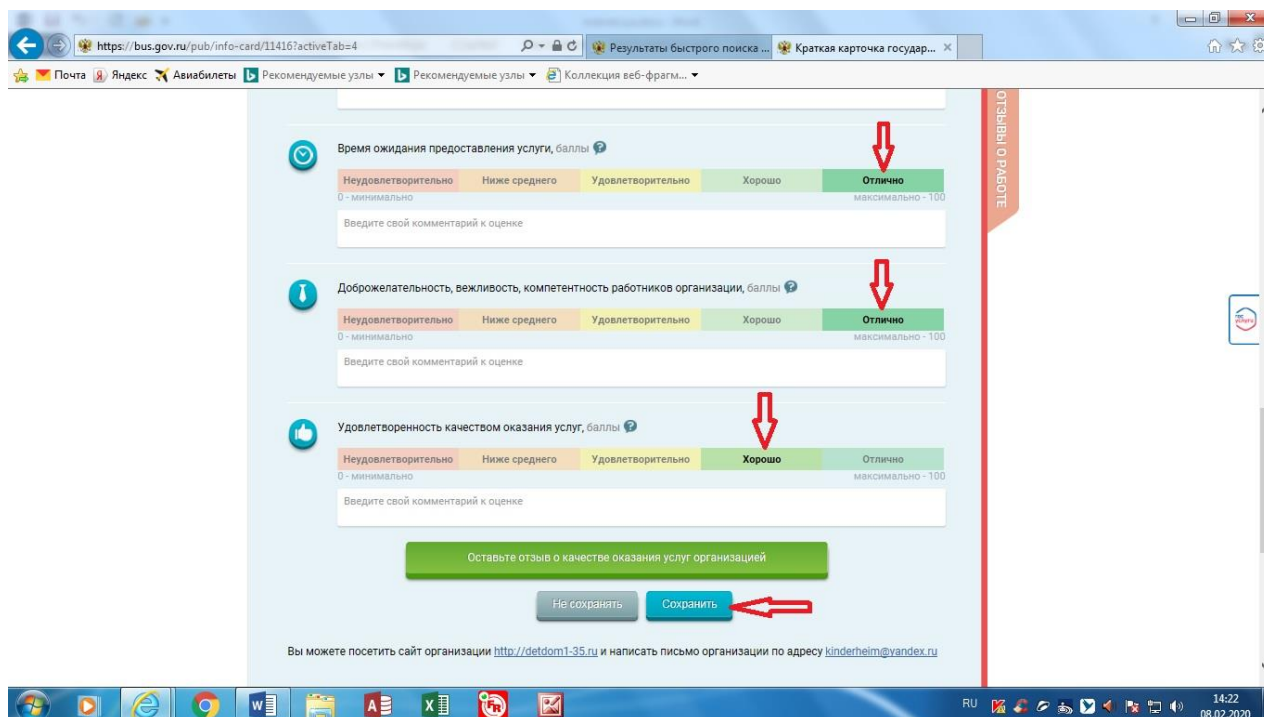 https://bus.gov.ru/pub/info-card/11416?activeTab=4
Результаты быстрого поиска ...
Краткая карточка государ...
Почта Яндекс Авиабилеты Рекомендуемые узлы Рекомендуемые узлы Коллекция веб-фрагм...
ОТЗЫВЫ О РАБОТЕ
Время ожидания предоставления услуги, баллы ?
Неудовлетворительно Ниже среднего Удовлетворительно Хорошо Отлично
0 - минимально максимально - 100
Введите свой комментарий к оценке
Доброжелательность, вежливость, компетентность работников организации, баллы ?
Неудовлетворительно Ниже среднего Удовлетворительно Хорошо Отлично
0 - минимально максимально - 100
Введите свой комментарий к оценке
Удовлетворенность качеством оказания услуг, баллы ?
Неудовлетворительно Ниже среднего Удовлетворительно Хорошо Отлично
0 - минимально максимально - 100
Введите свой комментарий к оценке
Оставьте отзыв о качестве оказания услуг организацией
Не сохранять Сохранить
Вы можете посетить сайт организации http://detdom1-35.ru и написать письмо организации по адресу kinderheim@yandex.ru
RU
14:22
08.02.2020